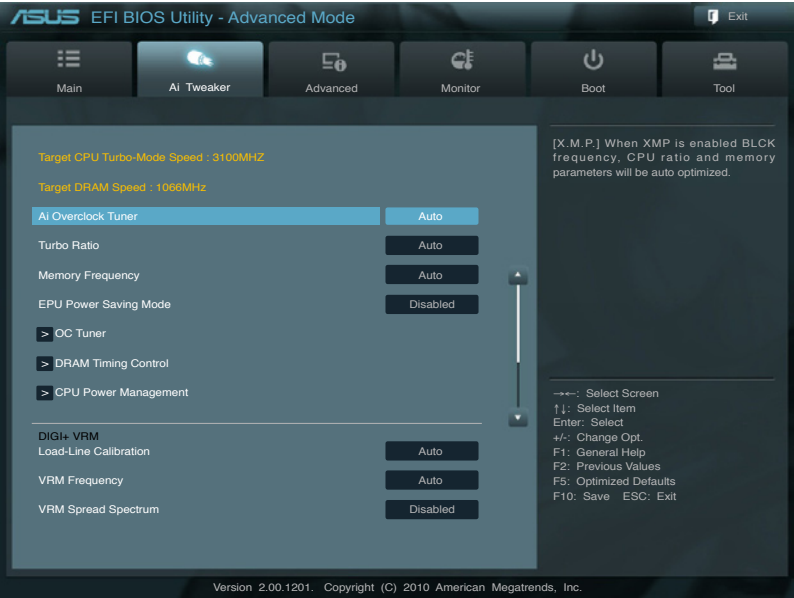 ASUS EFI BIOS Utility - Advanced Mode
Exit
Main
Ai Tweaker
Advanced
Monitor
Boot
Tool
Target CPU Turbo-Mode Speed : 3100MHZ
Target DRAM Speed : 1066MHz
Ai Overclock Tuner Auto
Turbo Ratio Auto
Memory Frequency Auto
EPU Power Saving Mode Disabled
> OC Tuner
> DRAM Timing Control
> CPU Power Management
DIGI+ VRM
Load-Line Calibration Auto
VRM Frequency Auto
VRM Spread Spectrum Disabled
[X.M.P.] When XMP is enabled BLCK
frequency, CPU ratio and memory
parameters will be auto optimized.
→←: Select Screen
↑↓: Select Item
Enter: Select
+/-: Change Opt.
F1: General Help
F2: Previous Values
F5: Optimized Defaults
F10: Save ESC: Exit
Version 2.00.1201. Copyright (C) 2010 American Megatrends, Inc.